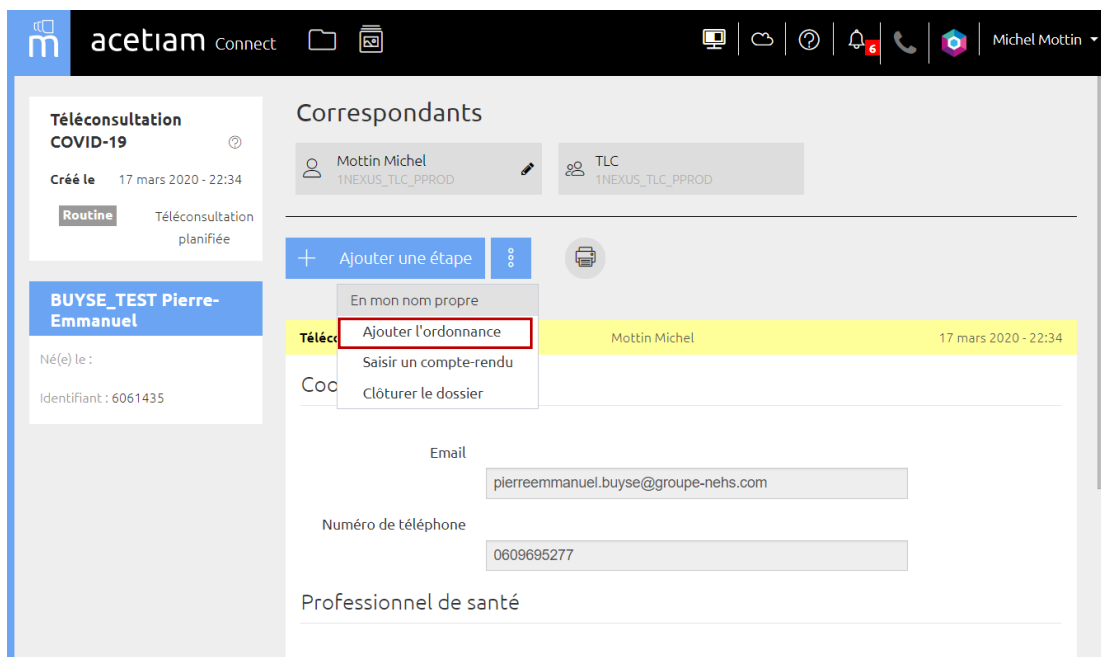 acetiam Connect
6
Michel Mottin
Téléconsultation
COVID-19
Créé le 17 mars 2020 - 22:34
Routine
Téléconsultation
planifiée
BUYSE_TEST Pierre-
Emmanuel
Né(e) le :
Identifiant : 6061435
Correspondants
Mottin Michel
1NEXUS_TLC_PPROD
TLC
1NEXUS_TLC_PPROD
Ajouter une étape
En mon nom propre
Ajouter l'ordonnance
Saisir un compte-rendu
Clôturer le dossier
Téléc
Mottin Michel
17 mars 2020 - 22:34
Coo
Email
pierreemmanuel.buyse@groupe-nehs.com
Numéro de téléphone
0609695277
Professionnel de santé